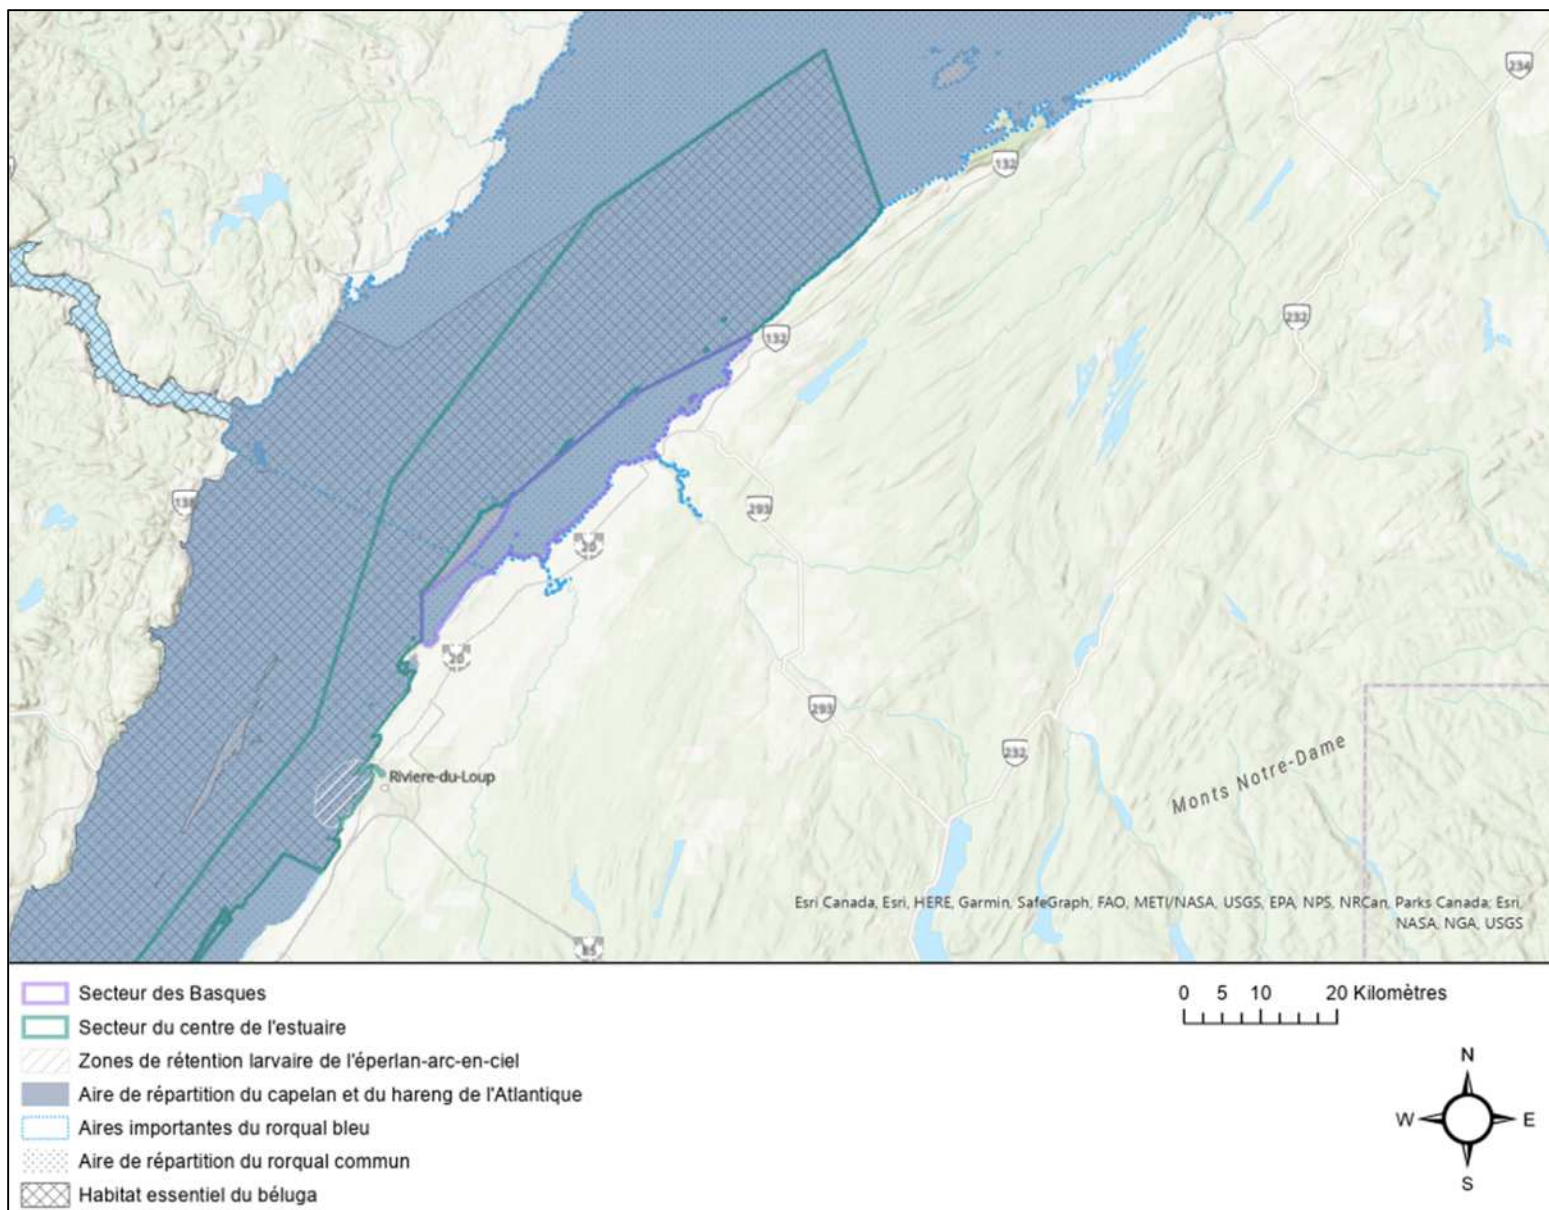 234
132
132
232
138
293
20
20
293
232
Riviere-du-Loup
Monts Notre-Dame
Esri Canada, Esri, HERE, Garmin, SafeGraph, FAO, METI/NASA, USGS, EPA, NPS, NRCan, Parks Canada; Esri,
NASA, NGA, USGS
85
Secteur des Basques
Secteur du centre de l'estuaire
Zones de rétention larvaire de l'éperlan-arc-en-ciel
Aire de répartition du capelan et du hareng de l'Atlantique
Aires importantes du rorqual bleu
Aire de répartition du rorqual commun
Habitat essentiel du béluga
0 5 10 20 Kilomètres
N
W E
S